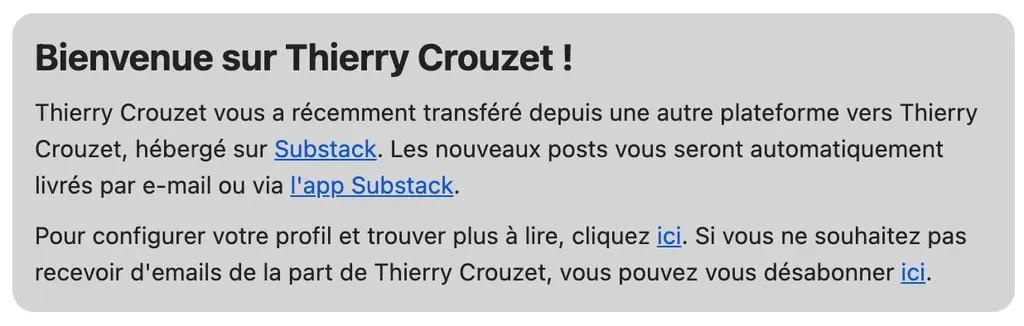 Bienvenue sur Thierry Crouzet !
Thierry Crouzet vous a récemment transféré depuis une autre plateforme vers Thierry
Crouzet, hébergé sur Substack. Les nouveaux posts vous seront automatiquement
livrés par e-mail ou via l'app Substack.
Pour configurer votre profil et trouver plus à lire, cliquez ici. Si vous ne souhaitez pas
recevoir d'emails de la part de Thierry Crouzet, vous pouvez vous désabonner ici.